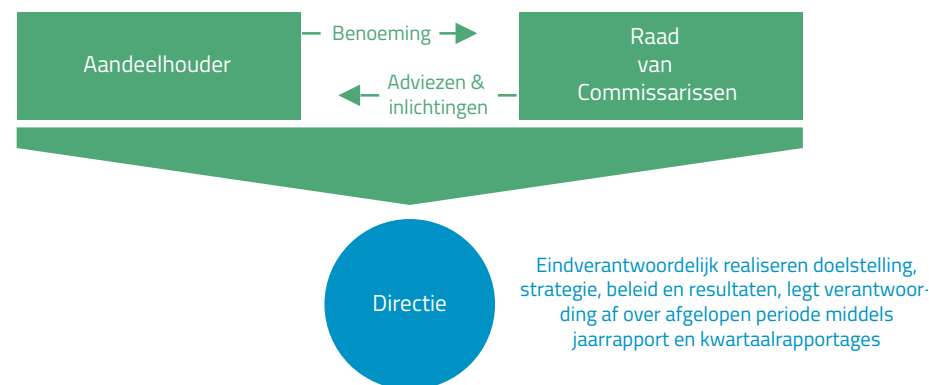 Aandeelhouder
Benoeming
Adviezen &
inlichtingen
Raad
van
Commissarissen
Directie
Eindverantwoordelijk realiseren doelstelling,
strategie, beleid en resultaten, legt verantwoor-
ding af over afgelopen periode middels
jaarrapport en kwartaalrapportages